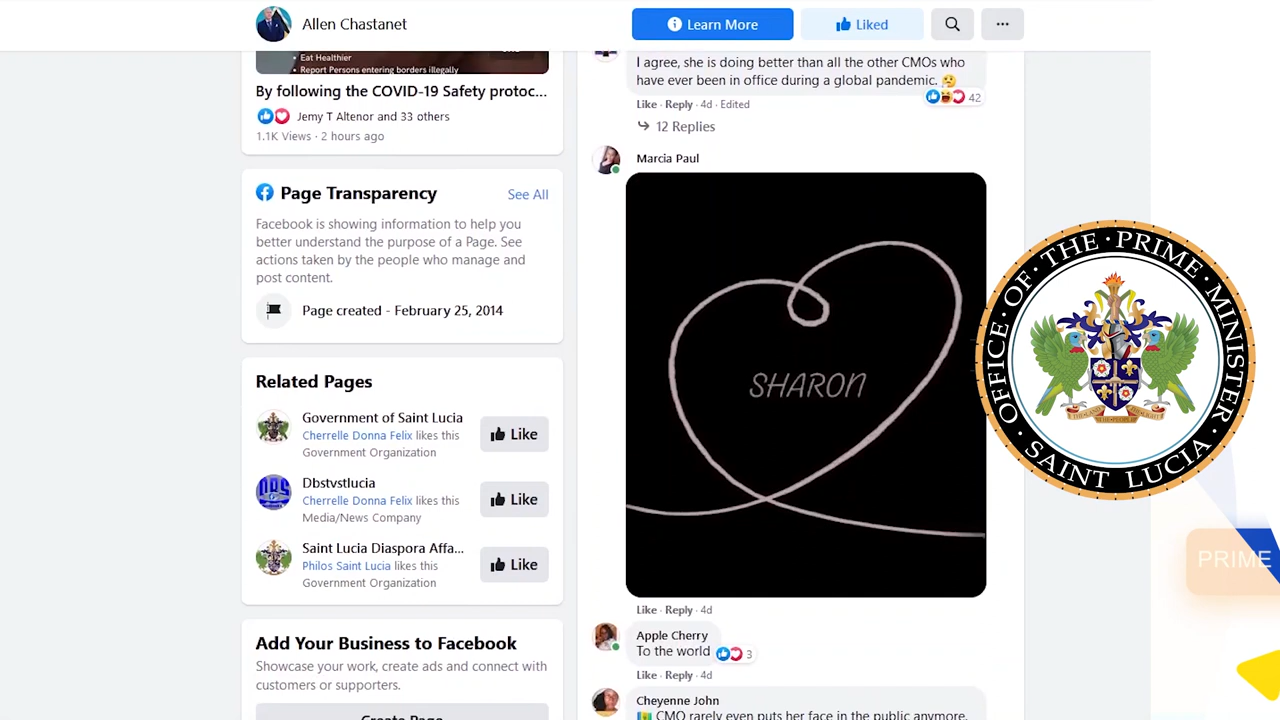 Allen Chastanet
Learn More
Liked
• Eat Healthier
• Report Persons entering borders illegally
By following the COVID-19 Safety protoc...
Jemy T Altenor and 33 others
1.1K Views · 2 hours ago
Page Transparency
See All
Facebook is showing information to help you
better understand the purpose of a Page. See
actions taken by the people who manage and
post content.
Page created - February 25, 2014
Related Pages
Government of Saint Lucia
Cherrelle Donna Felix likes this
Government Organization
Like
Dbstvstlucia
Cherrelle Donna Felix likes this
Media/News Company
Like
Saint Lucia Diaspora Affa...
Philos Saint Lucia likes this
Government Organization
Like
Add Your Business to Facebook
Showcase your work, create ads and connect with
customers or supporters.
Create Page
I agree, she is doing better than all the other CMOs who
have ever been in office during a global pandemic. 🤔
42
Like · Reply · 4d · Edited
12 Replies
Marcia Paul
SHARON
Like · Reply · 4d
Apple Cherry
To the world
3
Like · Reply · 4d
Cheyenne John
CMO rarely even puts her face in the public anymore.
OFFICE OF · THE · PRIME · MINISTER
SAINT LUCIA
PRIME